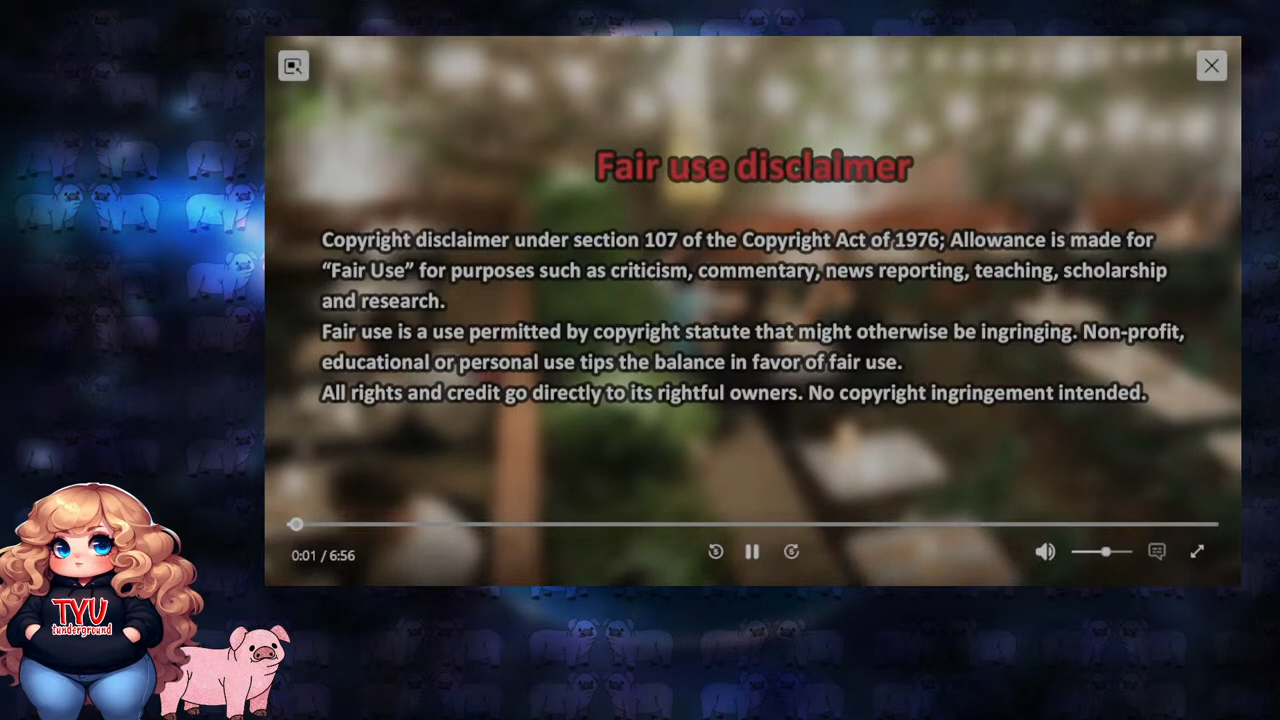 Fair use disclaimer
Copyright disclaimer under section 107 of the Copyright Act of 1976; Allowance is made for
“Fair Use” for purposes such as criticism, commentary, news reporting, teaching, scholarship
and research.
Fair use is a use permitted by copyright statute that might otherwise be ingringing. Non-profit,
educational or personal use tips the balance in favor of fair use.
All rights and credit go directly to its rightful owners. No copyright ingringement intended.
0:01 / 6:56
5
5
TYU
tunderground